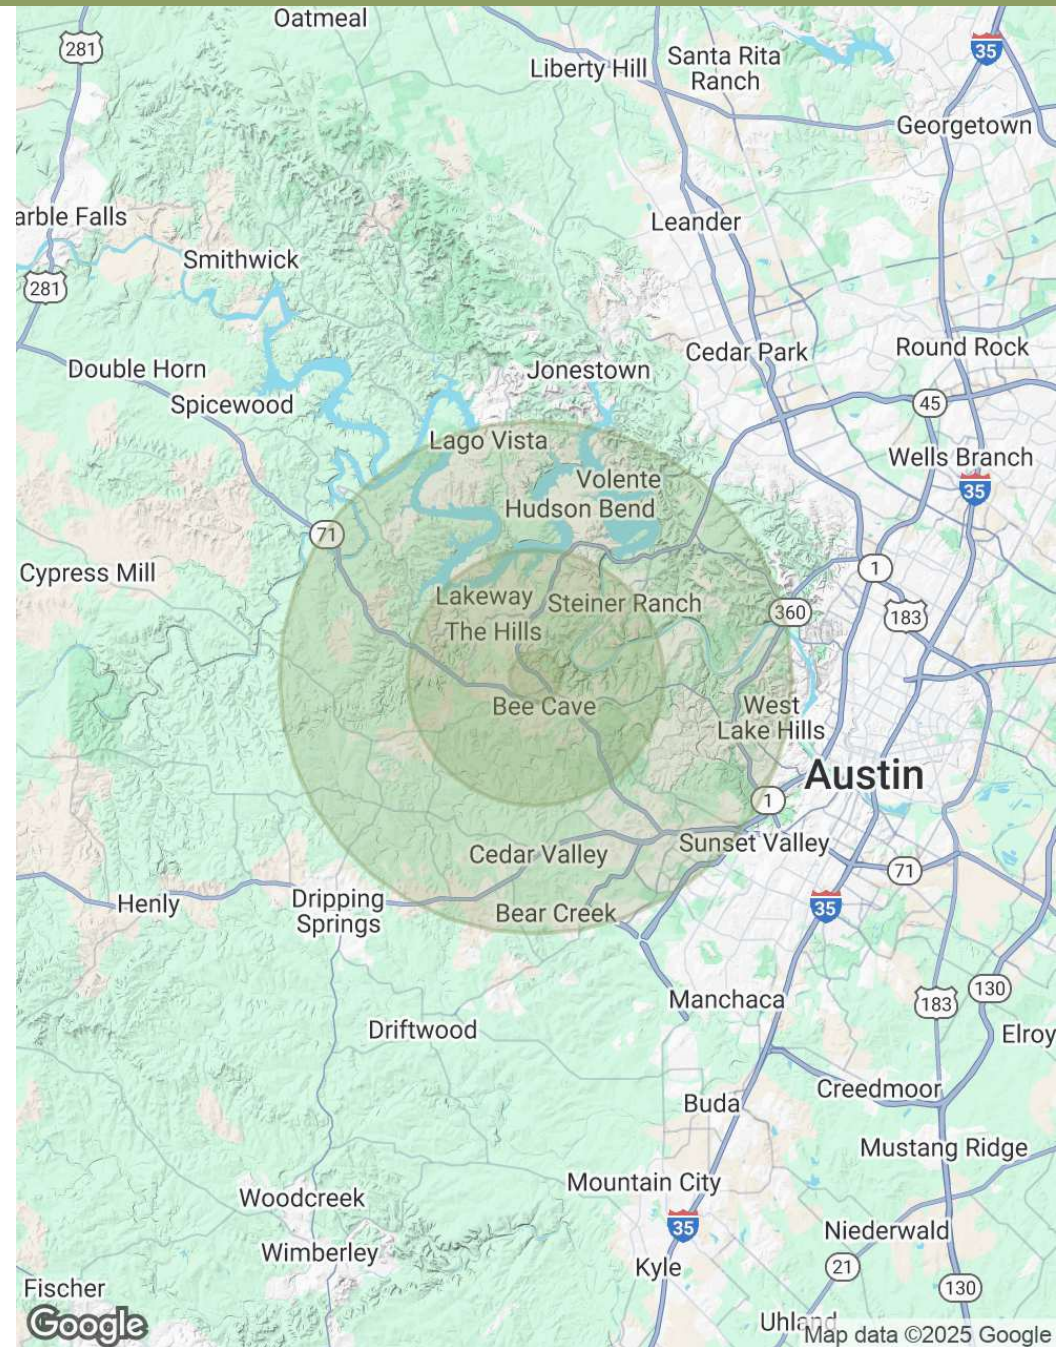 Oatmeal
281
35
Santa Rita
Ranch
Liberty Hill
Georgetown
arble Falls
Leander
Smithwick
281
Cedar Park
Round Rock
Double Horn
Jonestown
Spicewood
45
Lago Vista
Wells Branch
Volente
35
Hudson Bend
71
Cypress Mill
1
Lakeway
Steiner Ranch
360
183
The Hills
Bee Cave
West
Lake Hills
Austin
1
Sunset Valley
Cedar Valley
71
Henly
Dripping
Springs
Bear Creek
35
Manchaca
183
130
Driftwood
Elroy
Creedmoor
Buda
Mustang Ridge
Mountain City
Woodcreek
35
Niederwald
Wimberley
Kyle
21
Fischer
130
Uhland
Google
Map data ©2025 Google